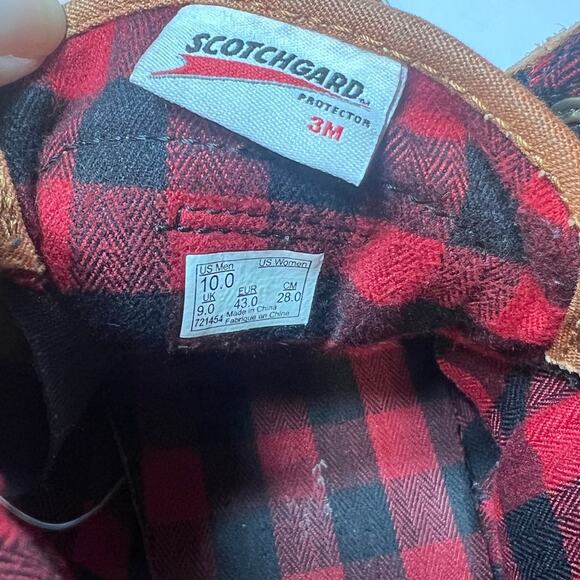 SCOTCHGARD™
PROTECTOR
3M
US Men US Women
10.0
UK EUR CM
9.0 43.0 28.0
Made in China
721454 Fabriqué en Chine